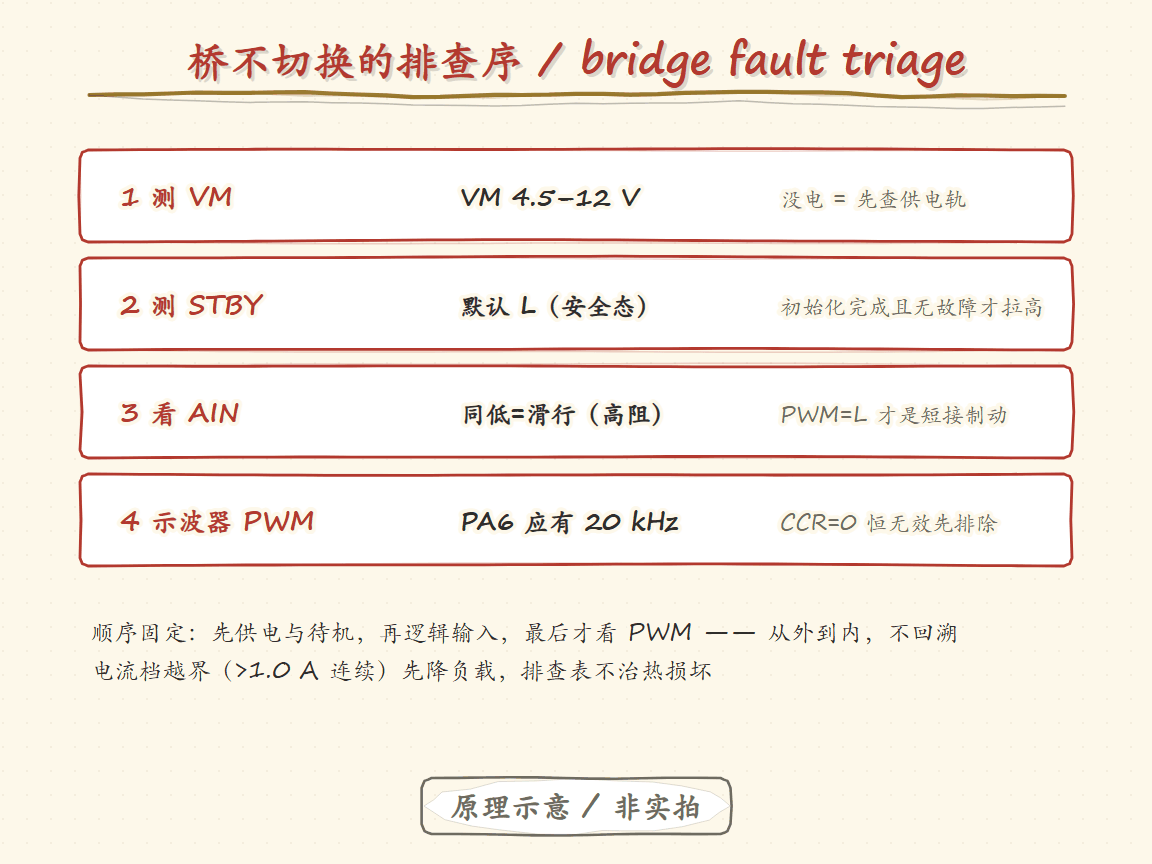 桥不切换的排查序 / bridge fault triage
1 测 VM VM 4.5–12 V 没电 = 先查供电轨
2 测 STBY 默认 L（安全态） 初始化完成且无故障才拉高
3 看 AIN 同低=滑行（高阻） PWM=L 才是短接制动
4 示波器 PWM PA6 应有 20 kHz CCR=0 恒无效先排除
顺序固定：先供电与待机，再逻辑输入，最后才看 PWM —— 从外到内，不回溯
电流档越界（>1.0 A 连续）先降负载，排查表不治热损坏
原理示意 / 非实拍